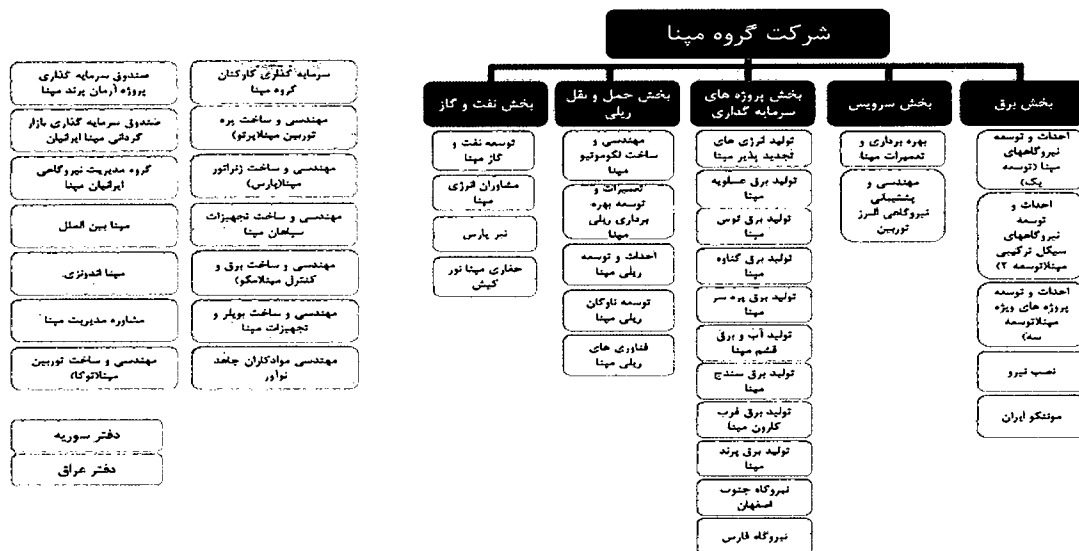 شرکت گروه مپنا
بخش برق
احداث و توسعه
نیروگاههای
مپنا (توسعه
یک)
احداث و
توسعه
نیروگاههای
سیکل ترکیبی
مپنا(توسعه ۲)
احداث و توسعه
پروژه های ویژه
مپنا(توسعه
سه)
نصب نیرو
موننکو ایران
بخش سرویس
بهره برداری و
تعمیرات مپنا
مهندسی و
پشتیبانی
نیروگاهی البرز
توربین
بخش پروژه های
سرمایه گذاری
تولید انرژی های
تجدید پذیر مپنا
تولید برق عسلویه
مپنا
تولید برق توس
مپنا
تولید برق گناوه
مپنا
تولید برق پره سر
مپنا
تولید آب و برق
قشم مپنا
تولید برق سنندج
مپنا
تولید برق غرب
کارون مپنا
تولید برق پرند
مپنا
نیروگاه جنوب
اصفهان
نیروگاه فارس
بخش حمل و نقل
ریلی
مهندسی و
ساخت لکوموتیو
مپنا
تعمیرات و
توسعه بهره
برداری ریلی
مپنا
احداث و توسعه
ریلی مپنا
توسعه ناوگان
ریلی مپنا
فناوری های
ریلی مپنا
بخش نفت و گاز
توسعه نفت و
گاز مپنا
مشاوران انرژی
مپنا
نیر پارس
حفاری مپنا نور
کیش
سرمایه گذاری کارکنان
گروه مپنا
مهندسی و ساخت پره
توربین مپنا(پرتو)
مهندسی و ساخت ژنراتور
مپنا(پارس)
مهندسی و ساخت تجهیزات
سپاهان مپنا
مهندسی و ساخت برق و
کنترل مپنا(مکو)
مهندسی و ساخت بویلر و
تجهیزات مپنا
مهندسی موادکاران جاهد
نوآور
صندوق سرمایه گذاری
پروژه آرمان پرند مپنا
صندوق سرمایه گذاری بازار
گردانی مپنا ایرانیان
گروه مدیریت نیروگاهی
ایرانیان مپنا
مپنا بین الملل
مپنا اندونزی
مشاوره مدیریت مپنا
مهندسی و ساخت توربین
مپنا(توگا)
دفتر سوریه
دفتر عراق